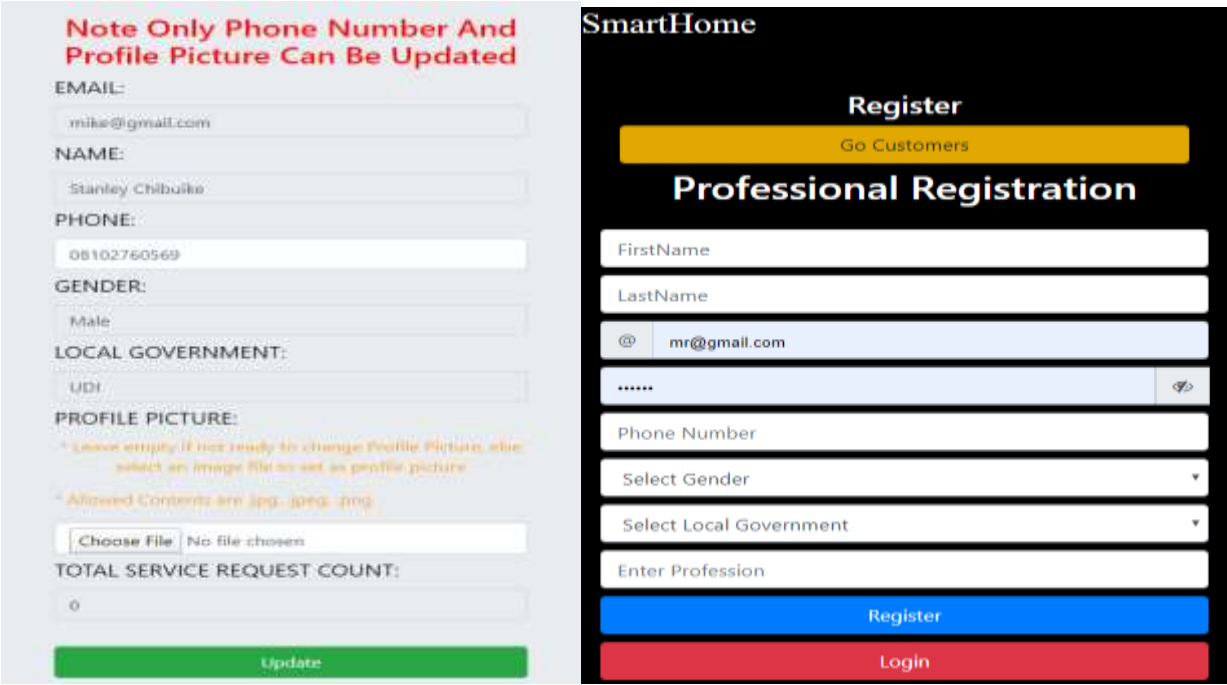 Note Only Phone Number And
Profile Picture Can Be Updated
EMAIL:
mike@gmail.com
NAME:
Stanley Chibuike
PHONE:
08102760569
GENDER:
Male
LOCAL GOVERNMENT:
UDI
PROFILE PICTURE:
* Leave empty if not ready to change Profile Picture, else
select an image file to set as profile picture
* Allowed Contents are jpg, jpeg, png
Choose File No file chosen
TOTAL SERVICE REQUEST COUNT:
0
Update
SmartHome
Register
Go Customers
Professional Registration
FirstName
LastName
@ mr@gmail.com
••••••
Phone Number
Select Gender
Select Local Government
Enter Profession
Register
Login